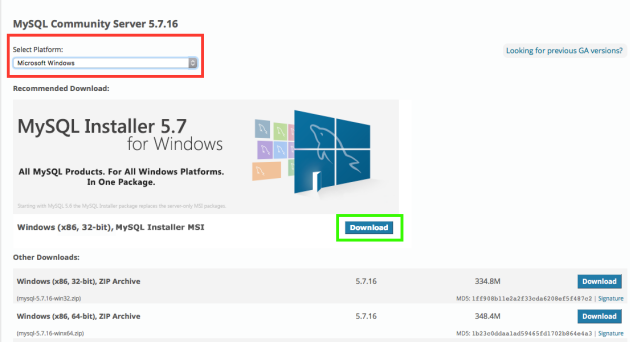 MySQL Community Server 5.7.16
Select Platform:
Microsoft Windows
Looking for previous GA versions?
Recommended Download:
MySQL Installer 5.7
for Windows
All MySQL Products. For All Windows Platforms.
In One Package.
Starting with MySQL 5.6 the MySQL Installer package replaces the server-only MSI packages.
Windows (x86, 32-bit), MySQL Installer MSI
Download
Other Downloads:
Windows (x86, 32-bit), ZIP Archive 5.7.16 334.8M Download
(mysql-5.7.16-win32.zip) MD5: 1ff908b11e2a2f33cda6208ef5f487c2 | Signature
Windows (x86, 64-bit), ZIP Archive 5.7.16 348.4M Download
(mysql-5.7.16-winx64.zip) MD5: 1b23c0ddaa1ad59465fd1702b864e4a3 | Signature